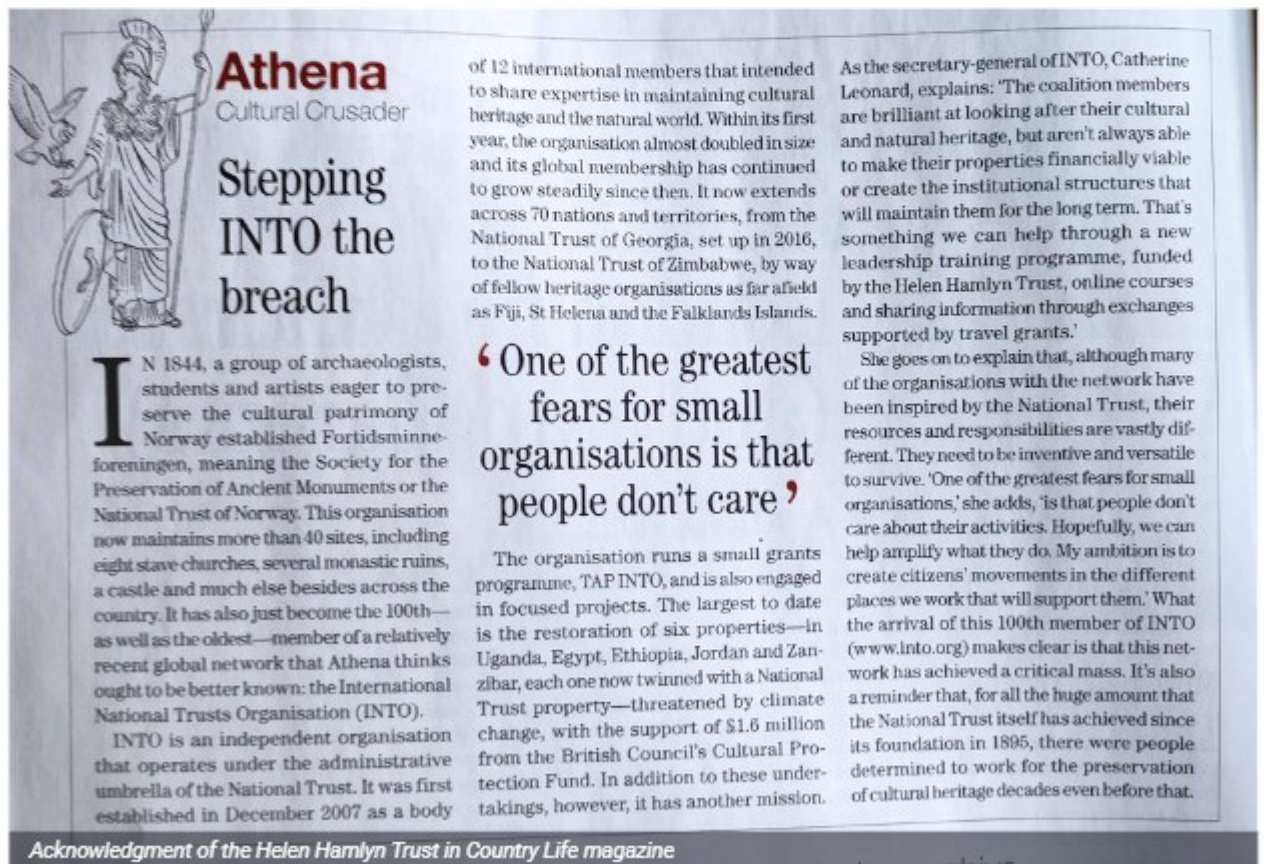 Athena
Cultural Crusader
Stepping
INTO the
breach
IN 1844, a group of archaeologists,
students and artists eager to pre-
serve the cultural patrimony of
Norway established Fortidsminne-
foreningen, meaning the Society for the
Preservation of Ancient Monuments or the
National Trust of Norway. This organisation
now maintains more than 40 sites, including
eight stave churches, several monastic ruins,
a castle and much else besides across the
country. It has also just become the 100th—
as well as the oldest—member of a relatively
recent global network that Athena thinks
ought to be better known: the International
National Trusts Organisation (INTO).
INTO is an independent organisation
that operates under the administrative
umbrella of the National Trust. It was first
established in December 2007 as a body
of 12 international members that intended
to share expertise in maintaining cultural
heritage and the natural world. Within its first
year, the organisation almost doubled in size
and its global membership has continued
to grow steadily since then. It now extends
across 70 nations and territories, from the
National Trust of Georgia, set up in 2016,
to the National Trust of Zimbabwe, by way
of fellow heritage organisations as far afield
as Fiji, St Helena and the Falklands Islands.
‘One of the greatest
fears for small
organisations is that
people don’t care’
The organisation runs a small grants
programme, TAP INTO, and is also engaged
in focused projects. The largest to date
is the restoration of six properties—in
Uganda, Egypt, Ethiopia, Jordan and Zan-
zibar, each one now twinned with a National
Trust property—threatened by climate
change, with the support of $1.6 million
from the British Council’s Cultural Pro-
tection Fund. In addition to these under-
takings, however, it has another mission.
As the secretary-general of INTO, Catherine
Leonard, explains: ‘The coalition members
are brilliant at looking after their cultural
and natural heritage, but aren’t always able
to make their properties financially viable
or create the institutional structures that
will maintain them for the long term. That’s
something we can help through a new
leadership training programme, funded
by the Helen Hamlyn Trust, online courses
and sharing information through exchanges
supported by travel grants.’
She goes on to explain that, although many
of the organisations with the network have
been inspired by the National Trust, their
resources and responsibilities are vastly dif-
ferent. They need to be inventive and versatile
to survive. ‘One of the greatest fears for small
organisations,’ she adds, ‘is that people don’t
care about their activities. Hopefully, we can
help amplify what they do. My ambition is to
create citizens’ movements in the different
places we work that will support them.’ What
the arrival of this 100th member of INTO
(www.into.org) makes clear is that this net-
work has achieved a critical mass. It’s also
a reminder that, for all the huge amount that
the National Trust itself has achieved since
its foundation in 1895, there were people
determined to work for the preservation
of cultural heritage decades even before that.
Acknowledgment of the Helen Hamlyn Trust in Country Life magazine